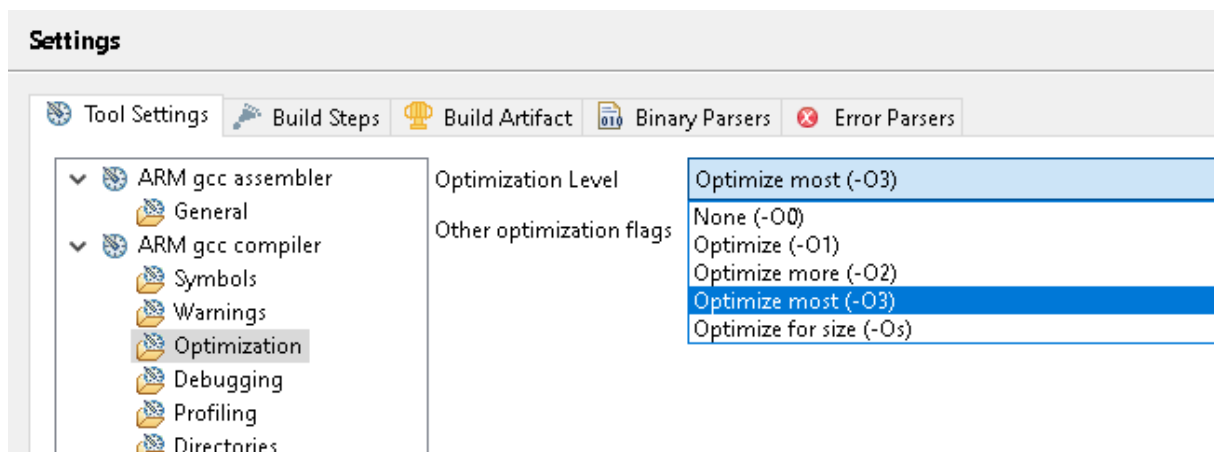 Settings
Tool Settings Build Steps Build Artifact Binary Parsers Error Parsers
ARM gcc assembler
General
ARM gcc compiler
Symbols
Warnings
Optimization
Debugging
Profiling
Directories
Optimization Level Optimize most (-O3)
Other optimization flags
None (-O0)
Optimize (-O1)
Optimize more (-O2)
Optimize most (-O3)
Optimize for size (-Os)